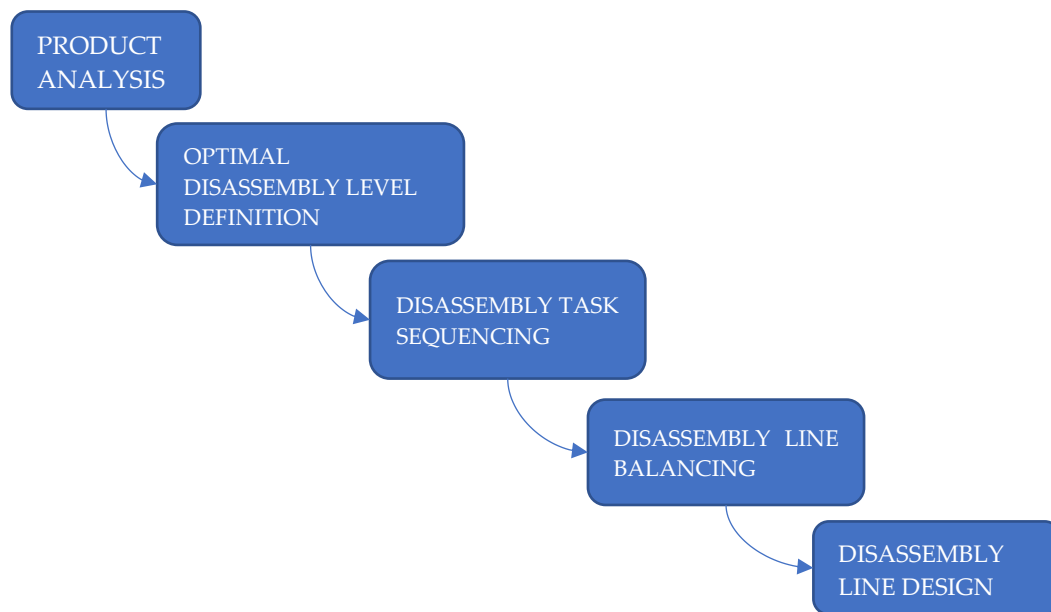 PRODUCT
ANALYSIS
OPTIMAL
DISASSEMBLY LEVEL
DEFINITION
DISASSEMBLY TASK
SEQUENCING
DISASSEMBLY LINE
BALANCING
DISASSEMBLY
LINE DESIGN